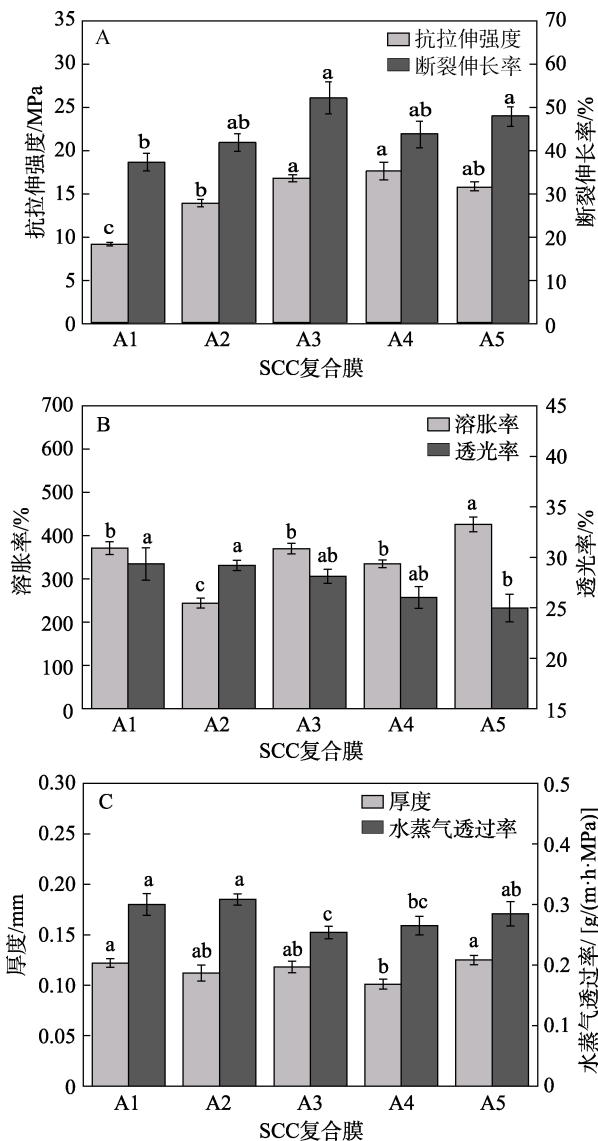 A
抗拉伸强度
断裂伸长率
35
30
25
20
15
10
5
0
抗拉伸强度/MPa
70
60
50
40
30
20
10
0
断裂伸长率/%
c
b
b
ab
a
a
a
ab
ab
a
A1
A2
A3
A4
A5
SCC复合膜
B
溶胀率
透光率
700
600
500
400
300
200
100
0
溶胀率/%
45
40
35
30
25
20
15
透光率/%
b
a
c
a
b
ab
b
ab
a
b
A1
A2
A3
A4
A5
SCC复合膜
C
厚度
水蒸气透过率
0.30
0.25
0.20
0.15
0.10
0.05
0
厚度/mm
0.5
0.4
0.3
0.2
0.1
0
水蒸气透过率/[g/(m·h·MPa)]
a
a
ab
a
ab
c
b
bc
a
ab
A1
A2
A3
A4
A5
SCC复合膜